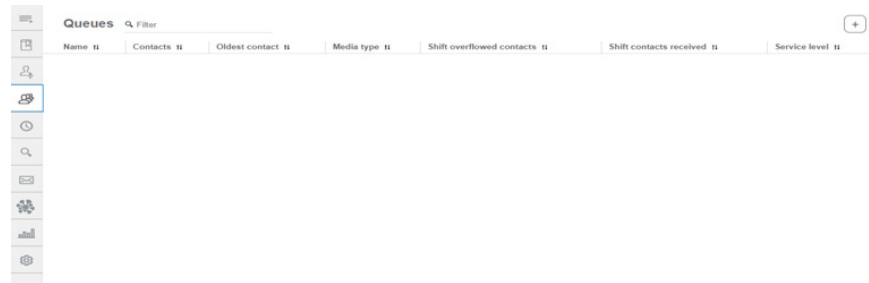 Queues Filter
Name Contacts Oldest contact Media type Shift overflowed contacts Shift contacts received Service level